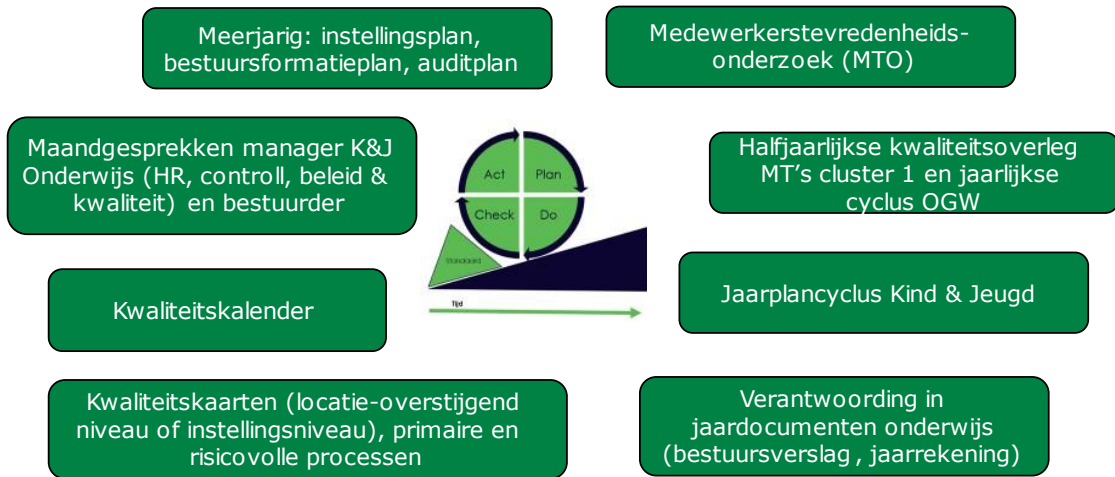 Meerjarig: instellingsplan,
bestuursformatieplan, auditplan
Medewerkerstevredenheids-
onderzoek (MTO)
Maandgesprekken manager K&J
Onderwijs (HR, controll, beleid &
kwaliteit) en bestuurder
Act
Plan
Check
Do
Standaard
Tijd
Halfjaarlijkse kwaliteitsoverleg
MT's cluster 1 en jaarlijkse
cyclus OGW
Kwaliteitskalender
Jaarplancyclus Kind & Jeugd
Kwaliteitskaarten (locatie-overstijgend
niveau of instellingsniveau), primaire en
risicovolle processen
Verantwoording in
jaardocumenten onderwijs
(bestuursverslag , jaarrekening)